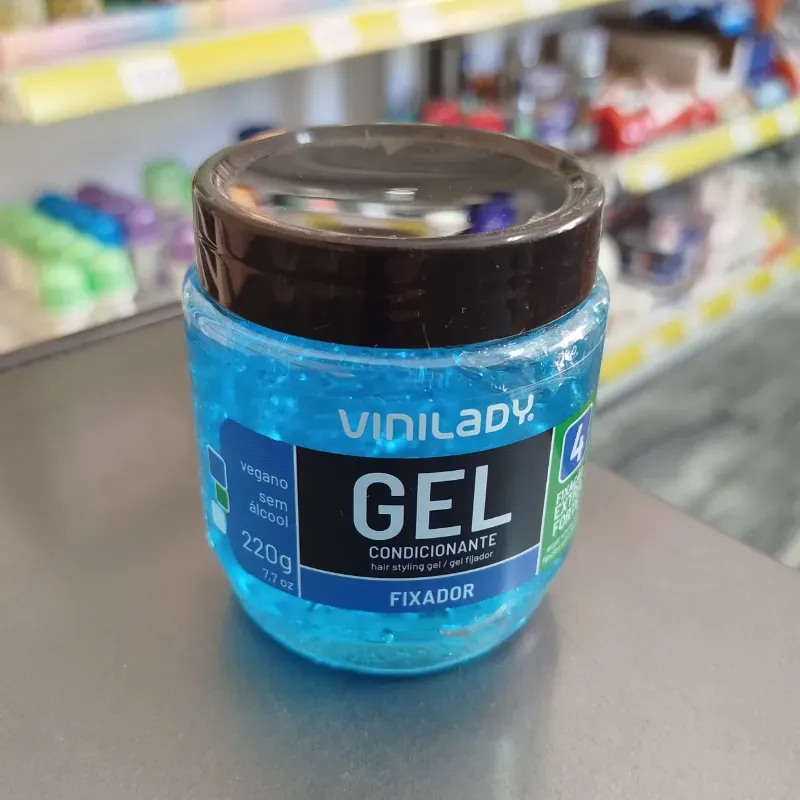 VINILADY®
vegano
sem
álcool
220g
7,7 oz
GEL
CONDICIONANTE
hair styling gel / gel fijador
FIXADOR
4